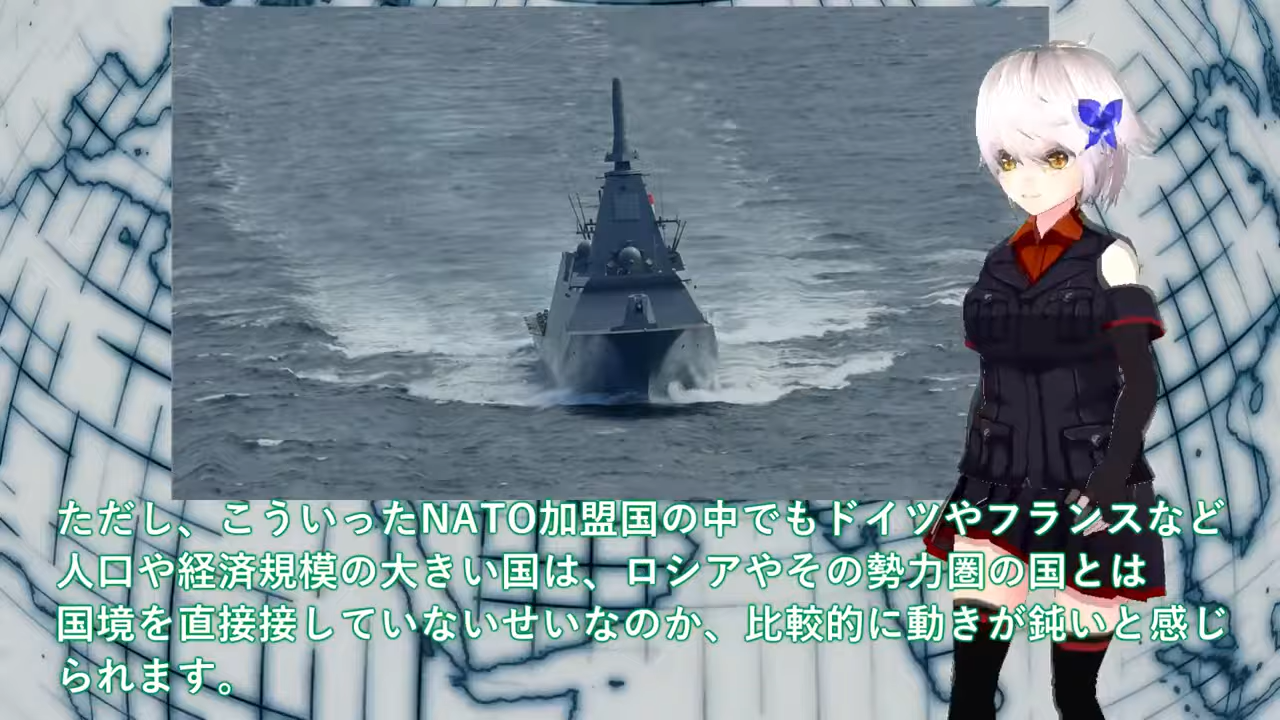 ただし、こういったNATO加盟国の中でもドイツやフランスなど
人口や経済規模の大きい国は、ロシアやその勢力圏の国とは
国境を直接接していないせいなのか、比較的に動きが鈍いと感じ
られます。